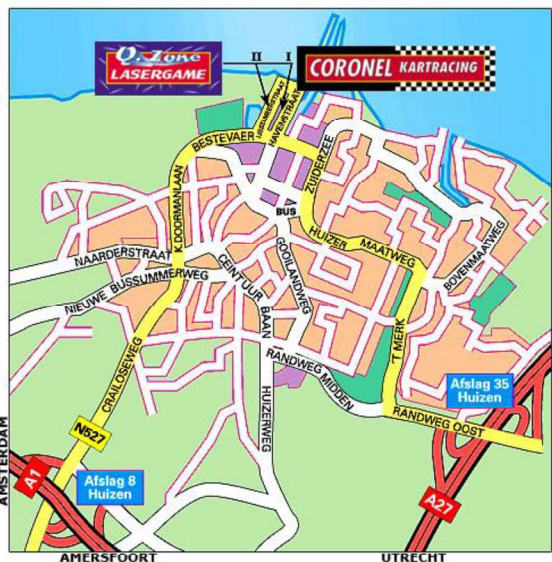 Q.Zone
LASERGAME
II I
CORONEL KARTRACING
IJSSELMEERSTRAAT
HAVENSTRAAT
BESTEVAER
ZUIDERZEE
K.DOORMANLAAN
BUS
HUIZER MAATWEG
BOVENMAATWEG
NAARDERSTRAAT
CEINTUUR BAAN
GOOILANDWEG
NIEUWE BUSSUMMERWEG
RANDWEG MIDDEN
'T MERK
CRAILOSEWEG
HUIZERWEG
Afslag 35
Huizen
RANDWEG OOST
N527
AMSTERDAM
A1
Afslag 8
Huizen
A27
AMERSFOORT
UTRECHT